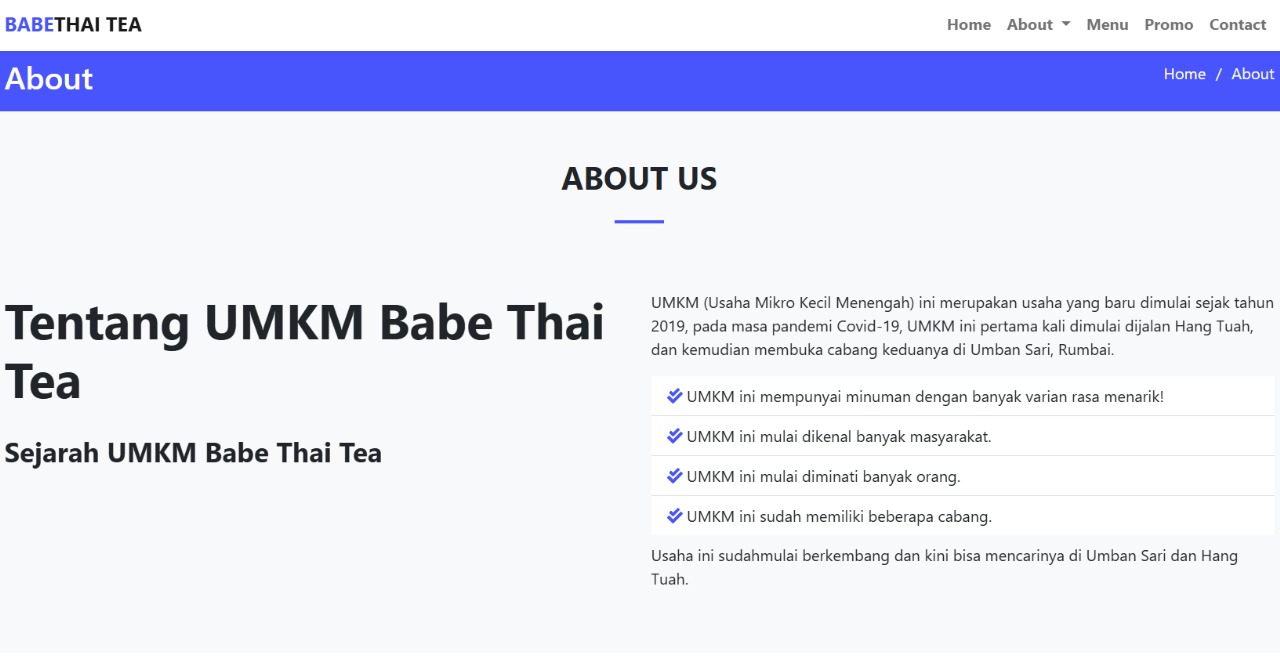 BABETHAI TEA
Home About Menu Promo Contact
About
Home / About
ABOUT US
Tentang UMKM Babe Thai
Tea
Sejarah UMKM Babe Thai Tea
UMKM (Usaha Mikro Kecil Menengah) ini merupakan usaha yang baru dimulai sejak tahun
2019, pada masa pandemi Covid-19, UMKM ini pertama kali dimulai dijalan Hang Tuah,
dan kemudian membuka cabang keduanya di Umban Sari, Rumbai.
UMKM ini mempunyai minuman dengan banyak varian rasa menarik!
UMKM ini mulai dikenal banyak masyarakat.
UMKM ini mulai diminati banyak orang.
UMKM ini sudah memiliki beberapa cabang.
Usaha ini sudahmulai berkembang dan kini bisa mencarinya di Umban Sari dan Hang
Tuah.